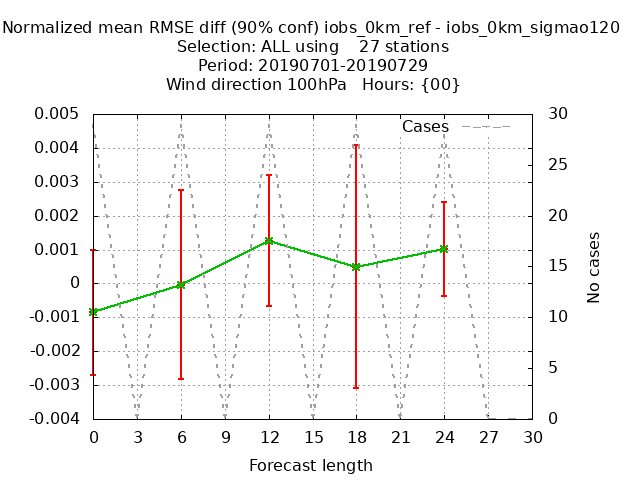 Normalized mean RMSE diff (90% conf) iobs_0km_ref - iobs_0km_sigmao120
Selection: ALL using    27 stations
Period: 20190701-20190729
Wind direction 100hPa   Hours: {00}
Cases
0.005
0.004
0.003
0.002
0.001
0
-0.001
-0.002
-0.003
-0.004
30
25
20
15
10
5
0
No cases
0 3 6 9 12 15 18 21 24 27 30
Forecast length